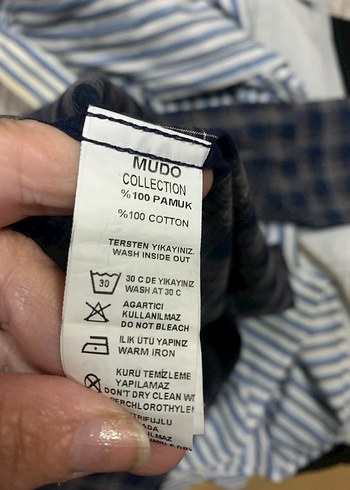 MUDO
COLLECTION
%100 PAMUK
%100 COTTON
TERSTEN YIKAYINIZ
WASH INSIDE OUT
30
30 C DE YIKAYINIZ
WASH AT 30 C
AGARTICI
KULLANILMAZ
DO NOT BLEACH
ILIK ÜTÜ YAPINIZ
WARM IRON
KURU TEMİZLEME
YAPILAMAZ
DON'T DRY CLEAN